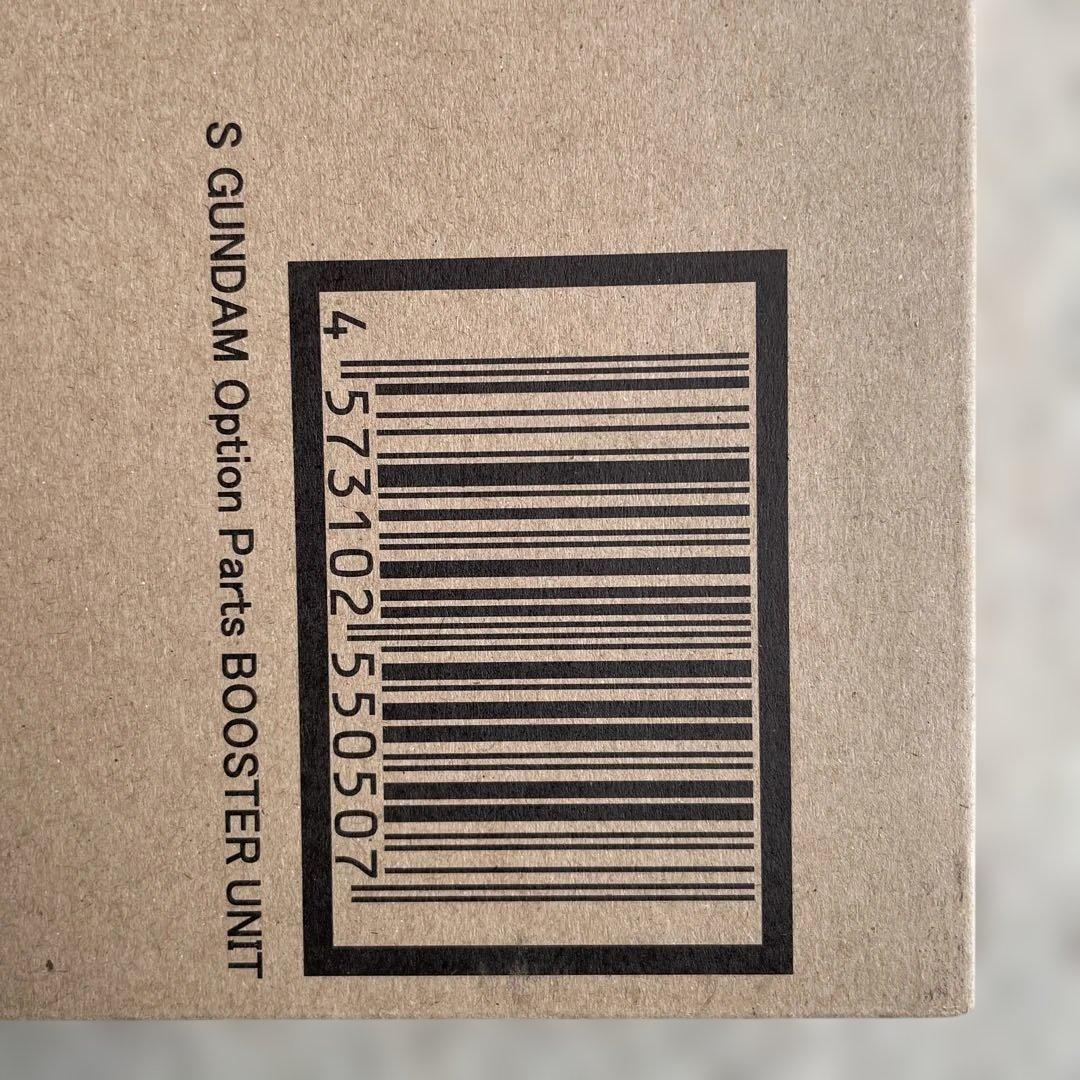 4 573102 550507
S GUNDAM Option Parts BOOSTER UNIT